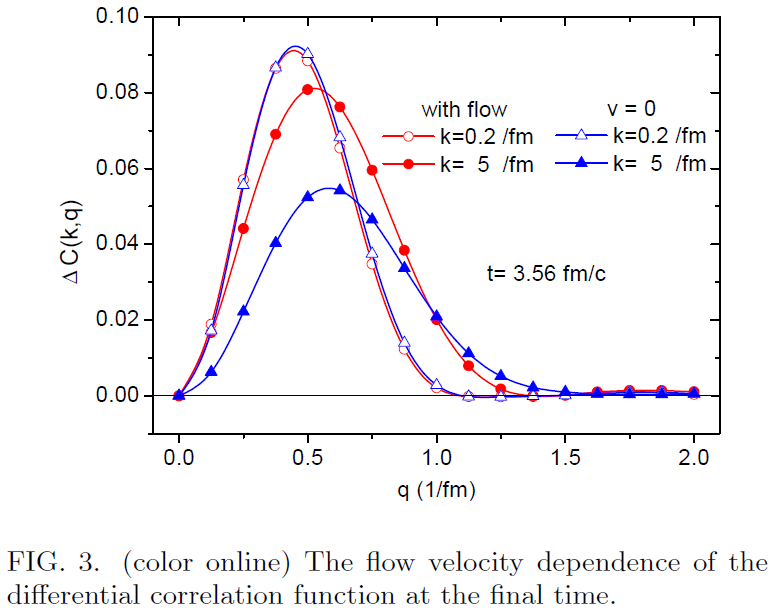 0.10
0.08
0.06
0.04
0.02
0.00
Δ C(k,q)
with flow
v = 0
k=0.2 /fm
k=0.2 /fm
k= 5 /fm
k= 5 /fm
t= 3.56 fm/c
0.0 0.5 1.0 1.5 2.0
q (1/fm)
FIG. 3. (color online) The flow velocity dependence of the
differential correlation function at the final time.